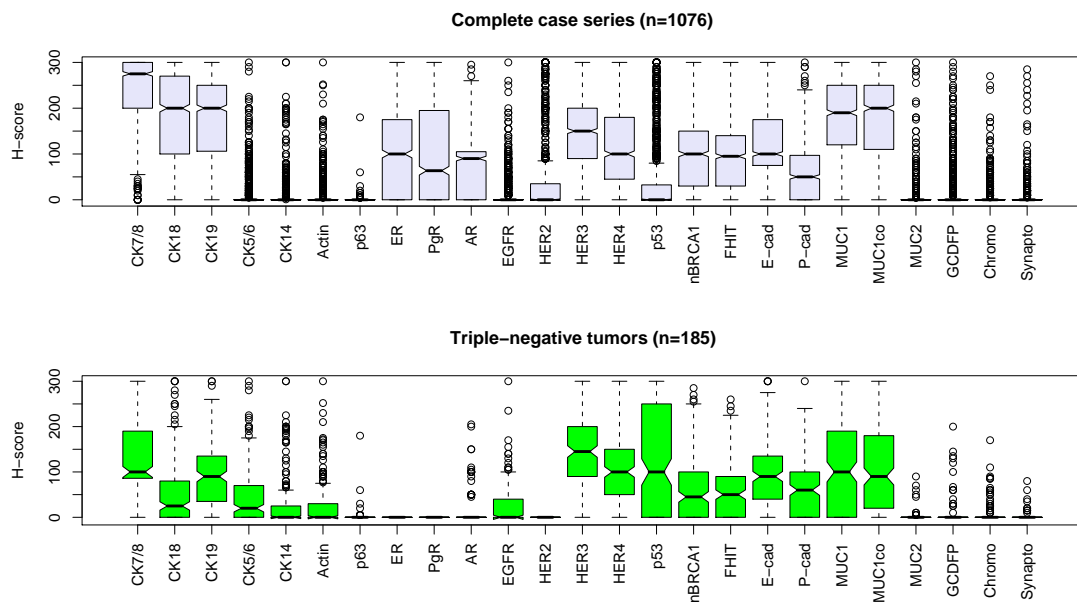 Complete case series (n=1076)
H-score
0
100
200
300
CK7/8 CK18 CK19 CK5/6 CK14 Actin p63 ER PgR AR EGFR HER2 HER3 HER4 p53 nBRCA1 FHIT E-cad P-cad MUC1 MUC1co MUC2 GCDFP Chromo Synapto
Triple−negative tumors (n=185)
H-score
0
100
200
300
CK7/8 CK18 CK19 CK5/6 CK14 Actin p63 ER PgR AR EGFR HER2 HER3 HER4 p53 nBRCA1 FHIT E-cad P-cad MUC1 MUC1co MUC2 GCDFP Chromo Synapto